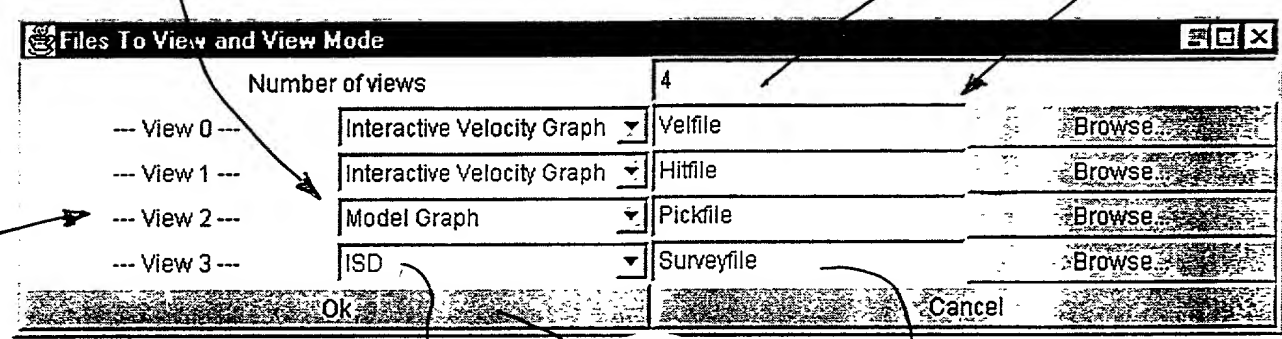 Files To View and View Mode
Number of views 4
--- View 0 --- Interactive Velocity Graph Velfile Browse...
--- View 1 --- Interactive Velocity Graph Hitfile Browse...
--- View 2 --- Model Graph Pickfile Browse...
--- View 3 --- ISD Surveyfile Browse...
Ok Cancel